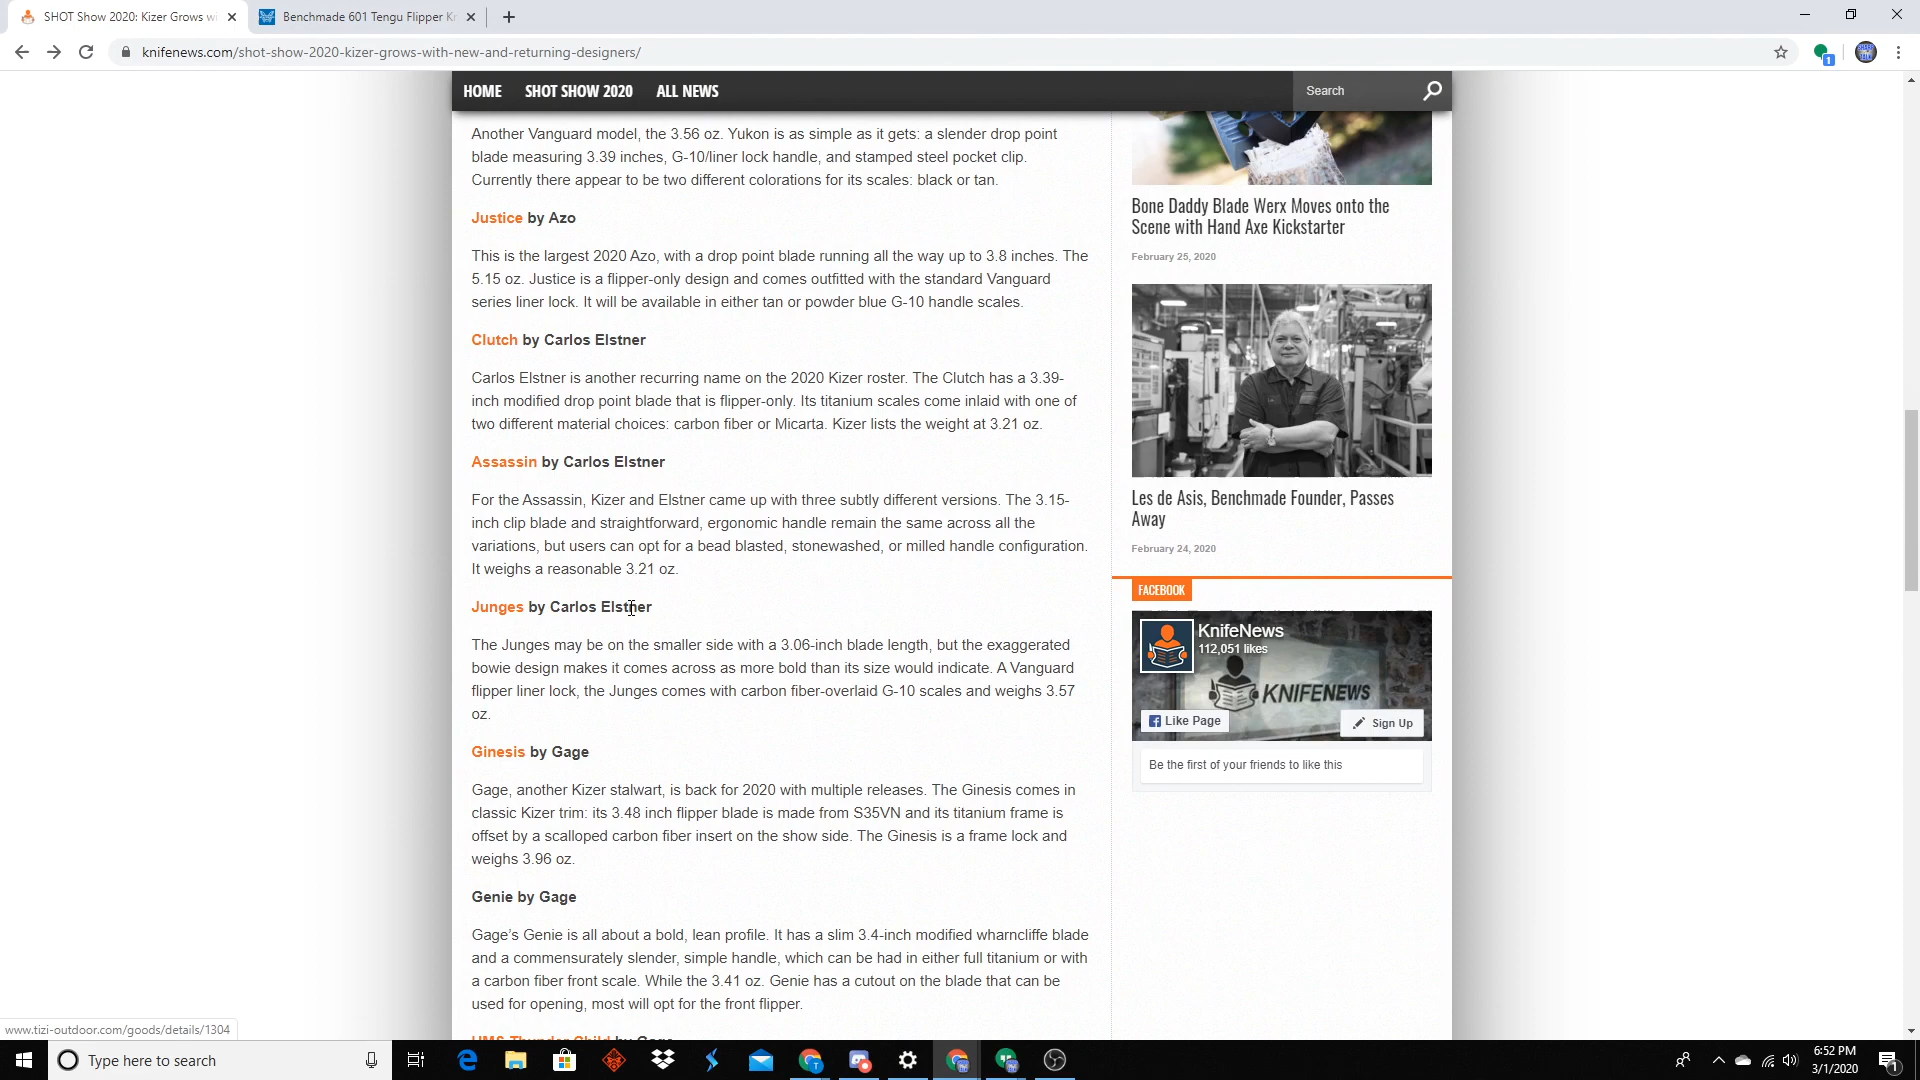 SHOT Show 2020: Kizer Grows wi
Benchmade 601 Tengu Flipper Kn
knifenews.com/shot-show-2020-kizer-grows-with-new-and-returning-designers/
1
HOME SHOT SHOW 2020 ALL NEWS
Search
Another Vanguard model, the 3.56 oz. Yukon is as simple as it gets: a slender drop point
blade measuring 3.39 inches, G-10/liner lock handle, and stamped steel pocket clip.
Currently there appear to be two different colorations for its scales: black or tan.
Justice by Azo
This is the largest 2020 Azo, with a drop point blade running all the way up to 3.8 inches. The
5.15 oz. Justice is a flipper-only design and comes outfitted with the standard Vanguard
series liner lock. It will be available in either tan or powder blue G-10 handle scales.
Clutch by Carlos Elstner
Carlos Elstner is another recurring name on the 2020 Kizer roster. The Clutch has a 3.39-
inch modified drop point blade that is flipper-only. Its titanium scales come inlaid with one of
two different material choices: carbon fiber or Micarta. Kizer lists the weight at 3.21 oz.
Assassin by Carlos Elstner
For the Assassin, Kizer and Elstner came up with three subtly different versions. The 3.15-
inch clip blade and straightforward, ergonomic handle remain the same across all the
variations, but users can opt for a bead blasted, stonewashed, or milled handle configuration.
It weighs a reasonable 3.21 oz.
Junges by Carlos Elstner
The Junges may be on the smaller side with a 3.06-inch blade length, but the exaggerated
bowie design makes it comes across as more bold than its size would indicate. A Vanguard
flipper liner lock, the Junges comes with carbon fiber-overlaid G-10 scales and weighs 3.57
oz.
Ginesis by Gage
Gage, another Kizer stalwart, is back for 2020 with multiple releases. The Ginesis comes in
classic Kizer trim: its 3.48 inch flipper blade is made from S35VN and its titanium frame is
offset by a scalloped carbon fiber insert on the show side. The Ginesis is a frame lock and
weighs 3.96 oz.
Genie by Gage
Gage's Genie is all about a bold, lean profile. It has a slim 3.4-inch modified wharncliffe blade
and a commensurately slender, simple handle, which can be had in either full titanium or with
a carbon fiber front scale. While the 3.41 oz. Genie has a cutout on the blade that can be
used for opening, most will opt for the front flipper.
HMS Thunder Child by Gage
Bone Daddy Blade Werx Moves onto the
Scene with Hand Axe Kickstarter
February 25, 2020
Les de Asis, Benchmade Founder, Passes
Away
February 24, 2020
FACEBOOK
KnifeNews
112,051 likes
KNIFENEWS
Like Page
Sign Up
Be the first of your friends to like this
www.tizi-outdoor.com/goods/details/1304
Type here to search
6:52 PM
3/1/2020
1